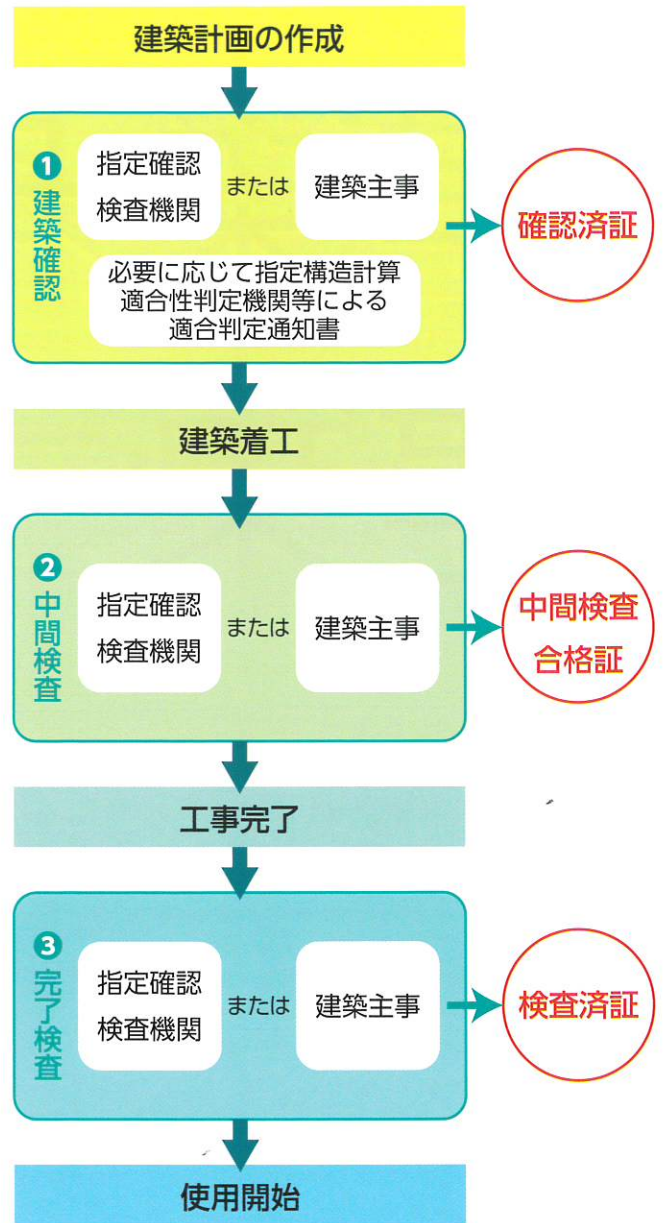 建築計画の作成
❶建築確認
指定確認
検査機関
または
建築主事
確認済証
必要に応じて指定構造計算
適合性判定機関等による
適合判定通知書
建築着工
❷中間検査
指定確認
検査機関
または
建築主事
中間検査
合格証
工事完了
❸完了検査
指定確認
検査機関
または
建築主事
検査済証
使用開始